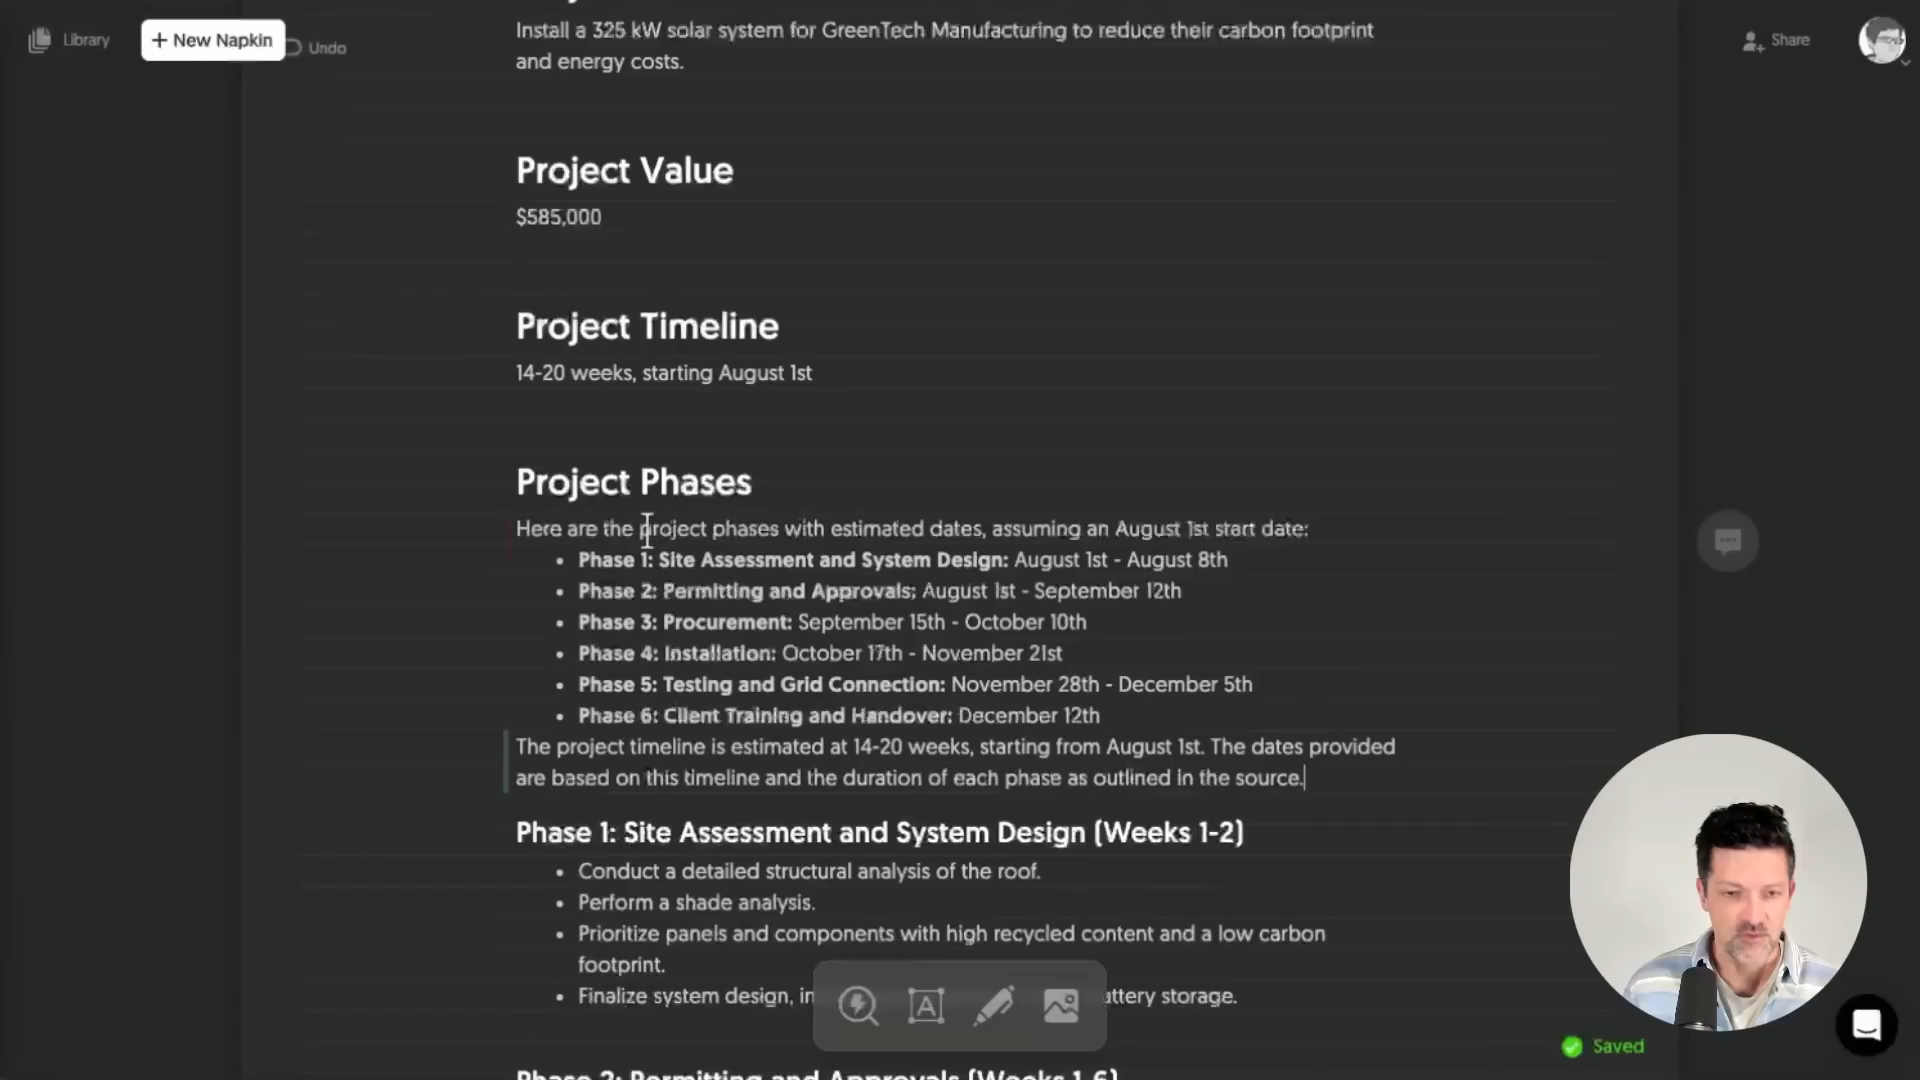 Library
+ New Napkin
Undo
Share
Install a 325 kW solar system for GreenTech Manufacturing to reduce their carbon footprint
and energy costs.
Project Value
$585,000
Project Timeline
14-20 weeks, starting August 1st
Project Phases
Here are the project phases with estimated dates, assuming an August 1st start date:
• Phase 1: Site Assessment and System Design: August 1st - August 8th
• Phase 2: Permitting and Approvals: August 1st - September 12th
• Phase 3: Procurement: September 15th - October 10th
• Phase 4: Installation: October 17th - November 21st
• Phase 5: Testing and Grid Connection: November 28th - December 5th
• Phase 6: Client Training and Handover: December 12th
The project timeline is estimated at 14-20 weeks, starting from August 1st. The dates provided
are based on this timeline and the duration of each phase as outlined in the source.
Phase 1: Site Assessment and System Design (Weeks 1-2)
• Conduct a detailed structural analysis of the roof.
• Perform a shade analysis.
• Prioritize panels and components with high recycled content and a low carbon
footprint.
• Finalize system design, storage.
A
Saved
Phase 2: Permitting and Approvals (Weeks 1-6)